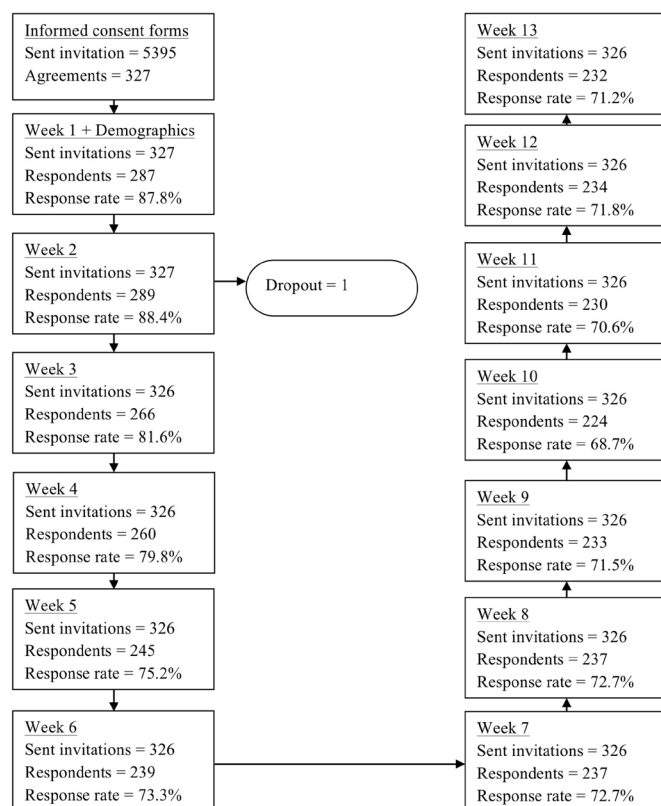 Informed consent forms
Sent invitation = 5395
Agreements = 327
Week 1 + Demographics
Sent invitations = 327
Respondents = 287
Response rate = 87.8%
Week 2
Sent invitations = 327
Respondents = 289
Response rate = 88.4%
Dropout = 1
Week 3
Sent invitations = 326
Respondents = 266
Response rate = 81.6%
Week 4
Sent invitations = 326
Respondents = 260
Response rate = 79.8%
Week 5
Sent invitations = 326
Respondents = 245
Response rate = 75.2%
Week 6
Sent invitations = 326
Respondents = 239
Response rate = 73.3%
Week 7
Sent invitations = 326
Respondents = 237
Response rate = 72.7%
Week 8
Sent invitations = 326
Respondents = 237
Response rate = 72.7%
Week 9
Sent invitations = 326
Respondents = 233
Response rate = 71.5%
Week 10
Sent invitations = 326
Respondents = 224
Response rate = 68.7%
Week 11
Sent invitations = 326
Respondents = 230
Response rate = 70.6%
Week 12
Sent invitations = 326
Respondents = 234
Response rate = 71.8%
Week 13
Sent invitations = 326
Respondents = 232
Response rate = 71.2%